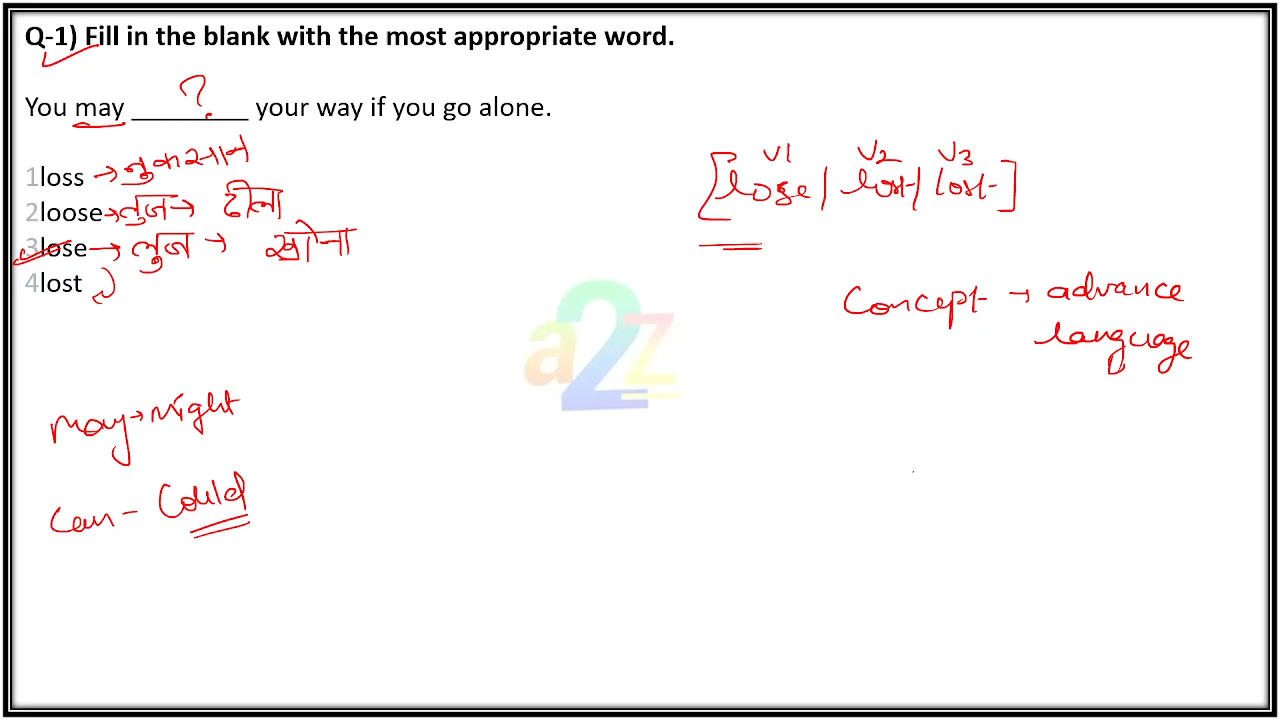 Q-1) Fill in the blank with the most appropriate word.
You may ________ your way if you go alone.
?
1loss → नुकसान
2loose → लुज → ढीला
3lose → लुज → खोना
4lost
V1 V2 V3
[lose / lost / lost]
Concept → advance
language
a2z
may → might
Can - Could